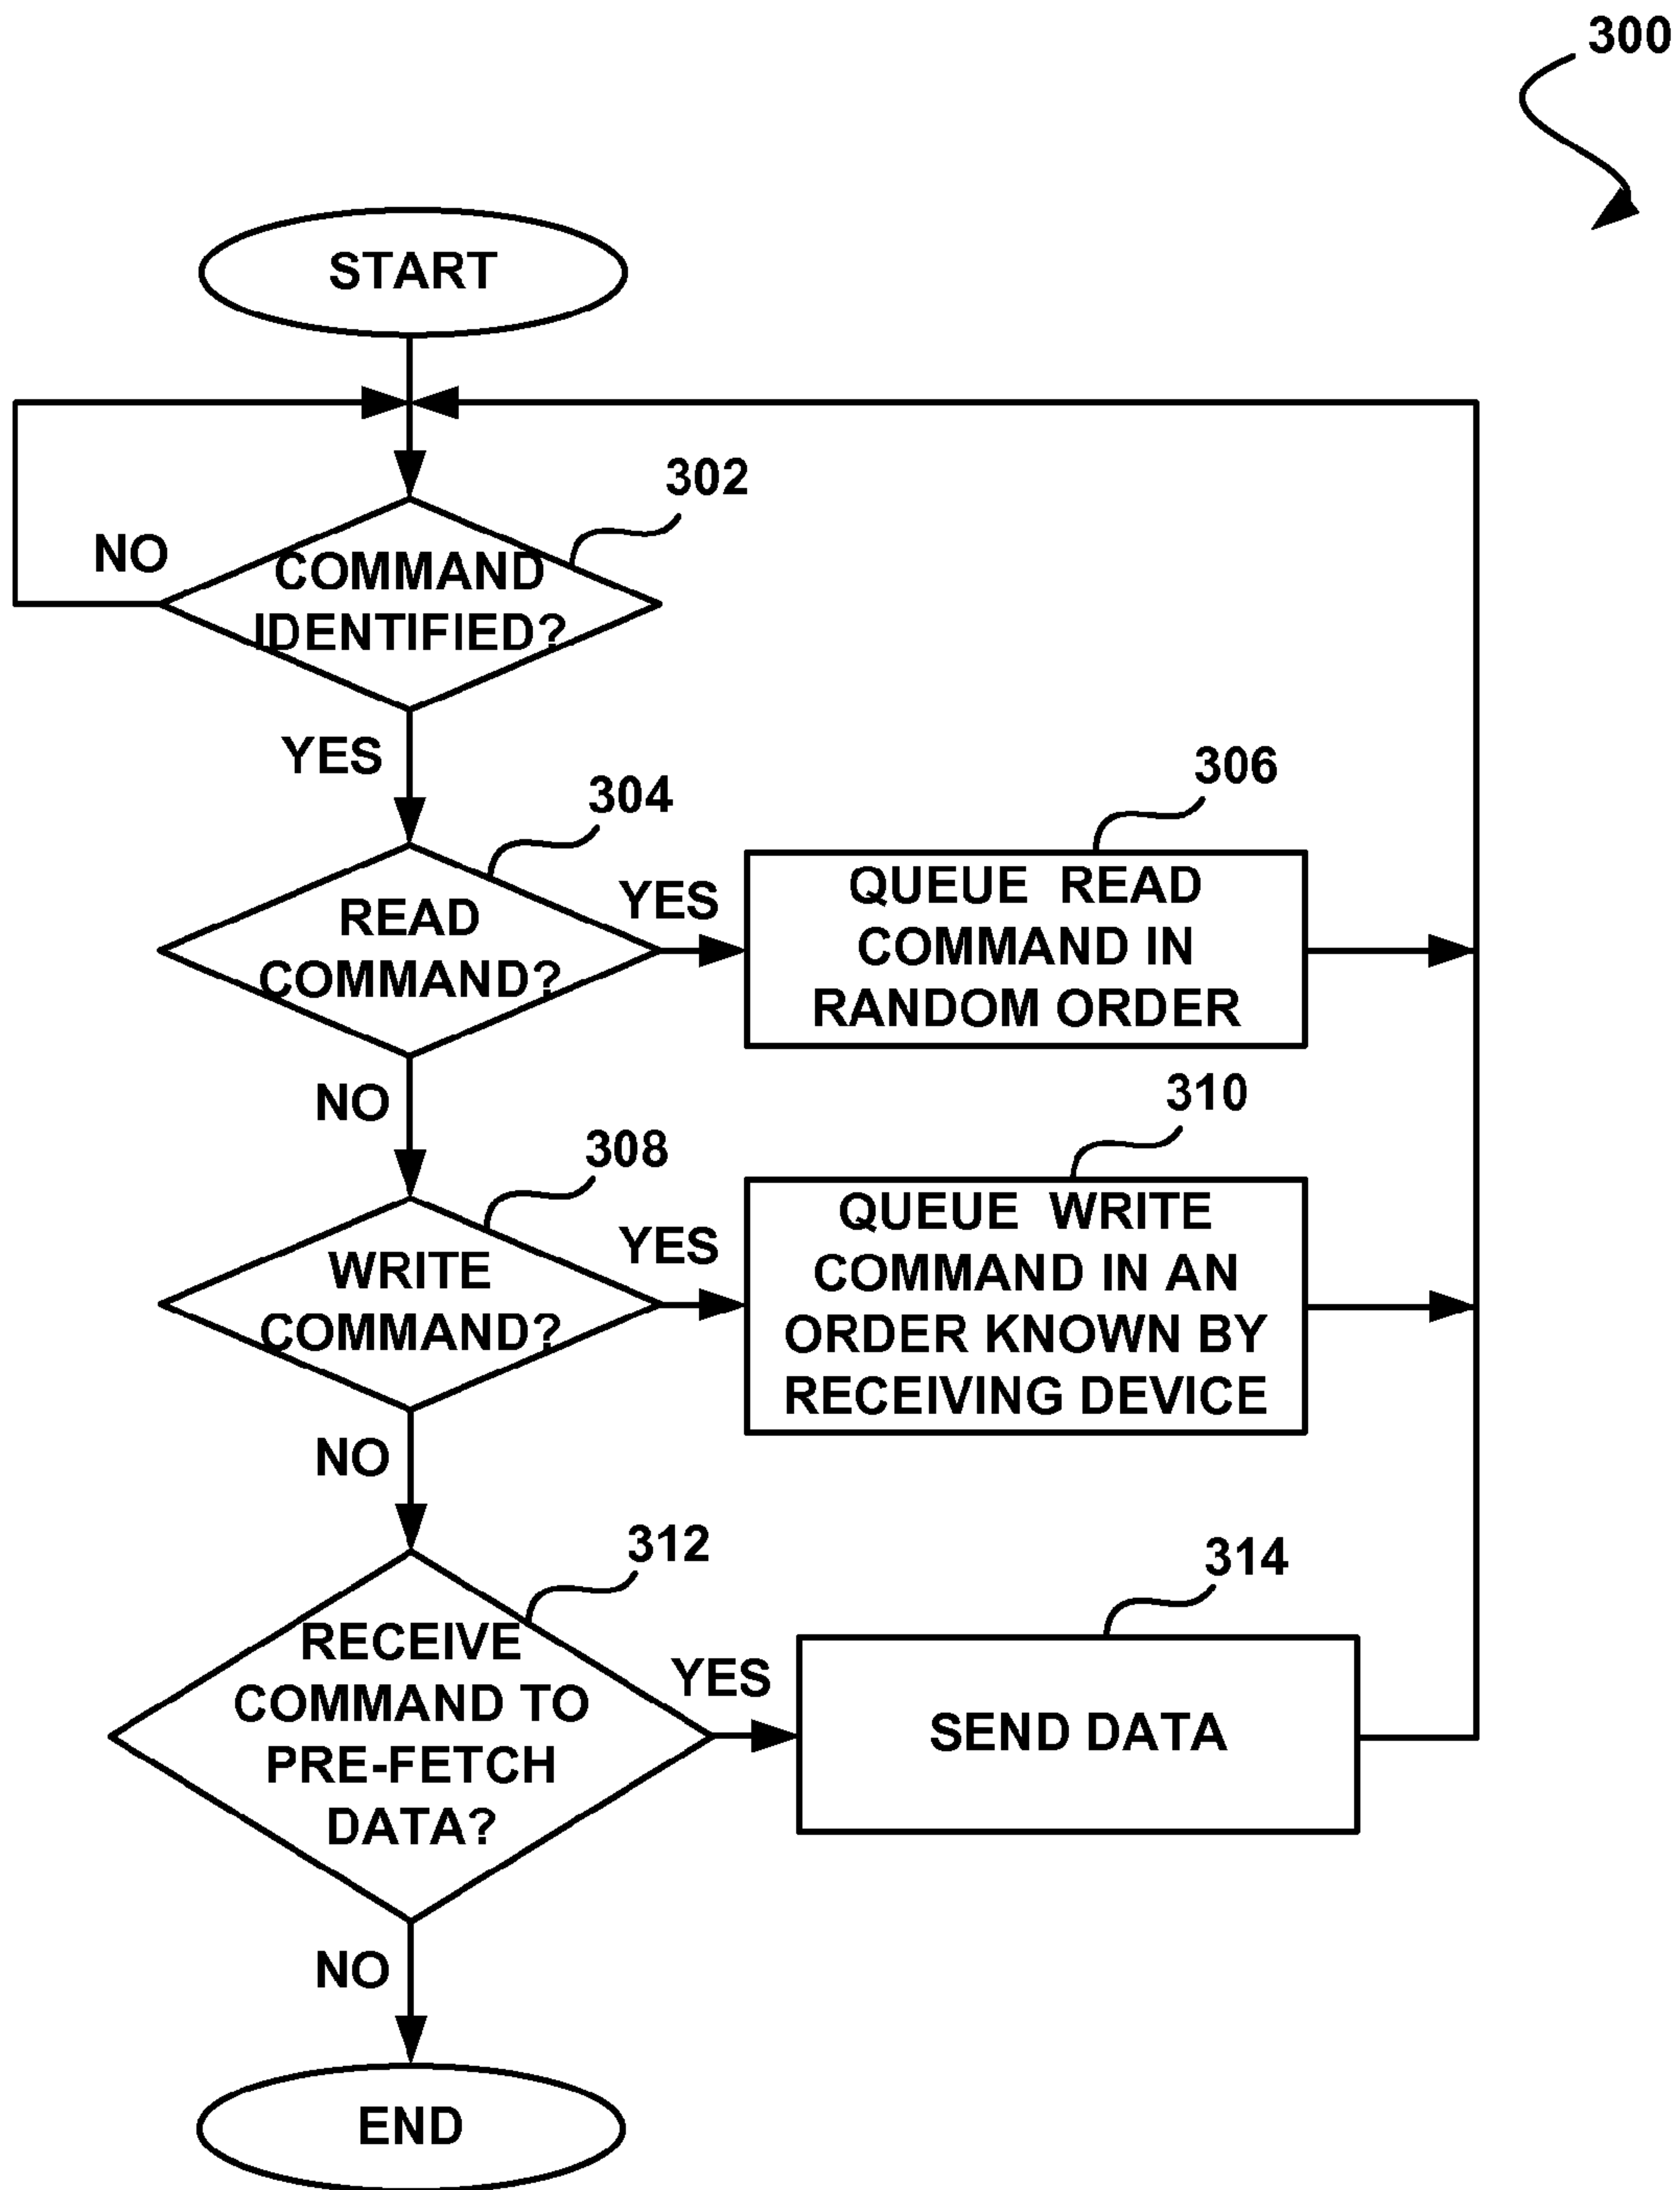 300
START
302
NO
COMMAND
IDENTIFIED?
YES
304
306
READ
COMMAND?
YES
QUEUE READ
COMMAND IN
RANDOM ORDER
NO
308
310
WRITE
COMMAND?
YES
QUEUE WRITE
COMMAND IN AN
ORDER KNOWN BY
RECEIVING DEVICE
NO
312
314
RECEIVE
COMMAND TO
PRE-FETCH
DATA?
YES
SEND DATA
NO
END